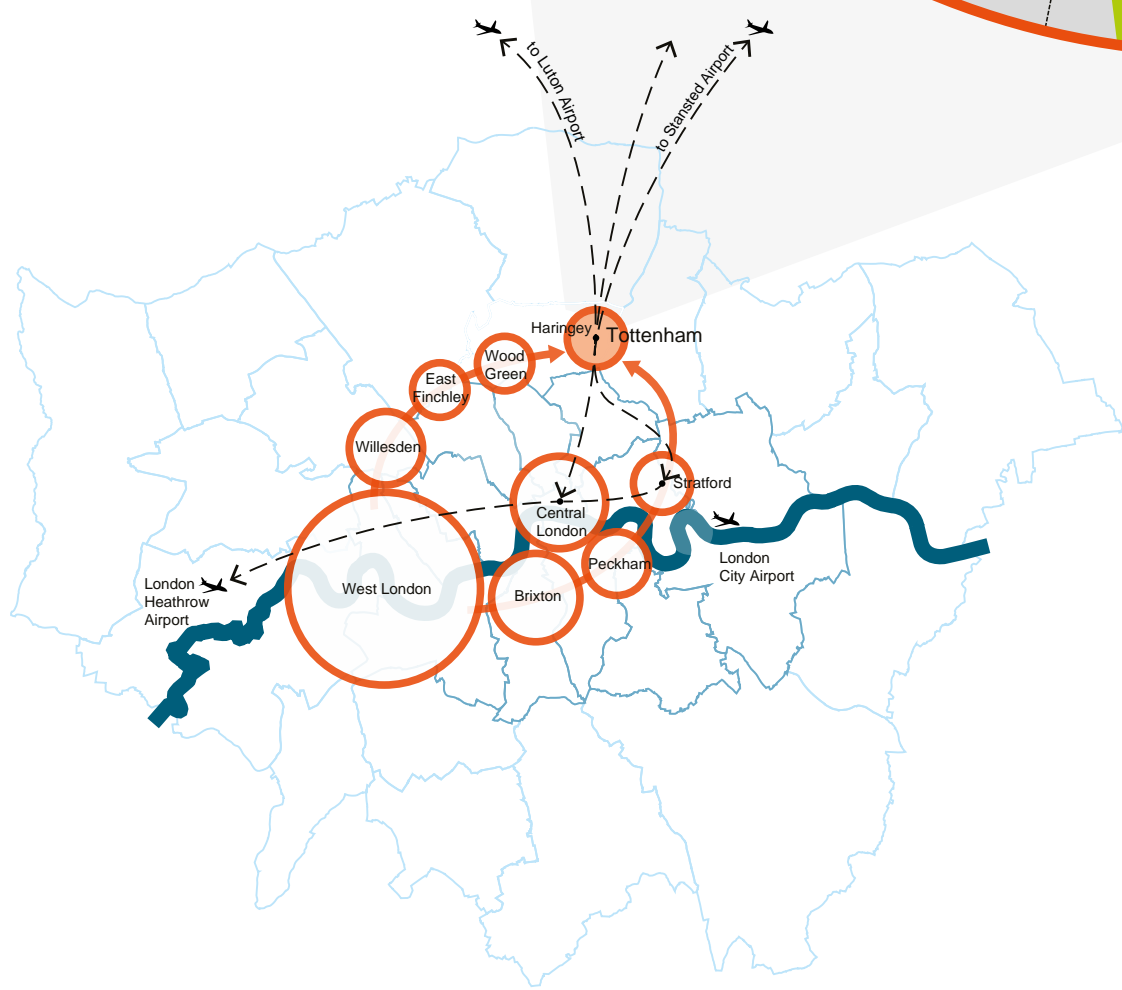 to Luton Airport
to Stansted Airport
Haringey
Tottenham
Wood
Green
East
Finchley
Willesden
Stratford
Central
London
Peckham
London
City Airport
London
Heathrow
Airport
West London
Brixton